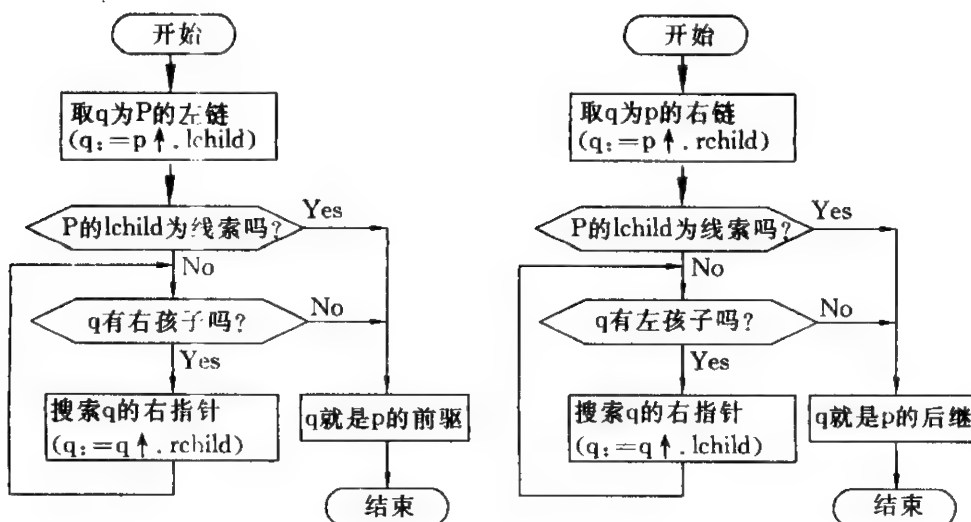 开始
取q为P的左链
(q:=p↑.lchild)
P的lchild为线索吗?
Yes
No
q有右孩子吗?
No
Yes
搜索q的右指针
(q:=q↑.rchild)
q就是p的前驱
结束
开始
取q为p的右链
(q:=p↑.rchild)
P的lchild为线索吗?
Yes
No
q有左孩子吗?
No
Yes
搜索q的右指针
(q:=q↑.lchild)
q就是p的后继
结束